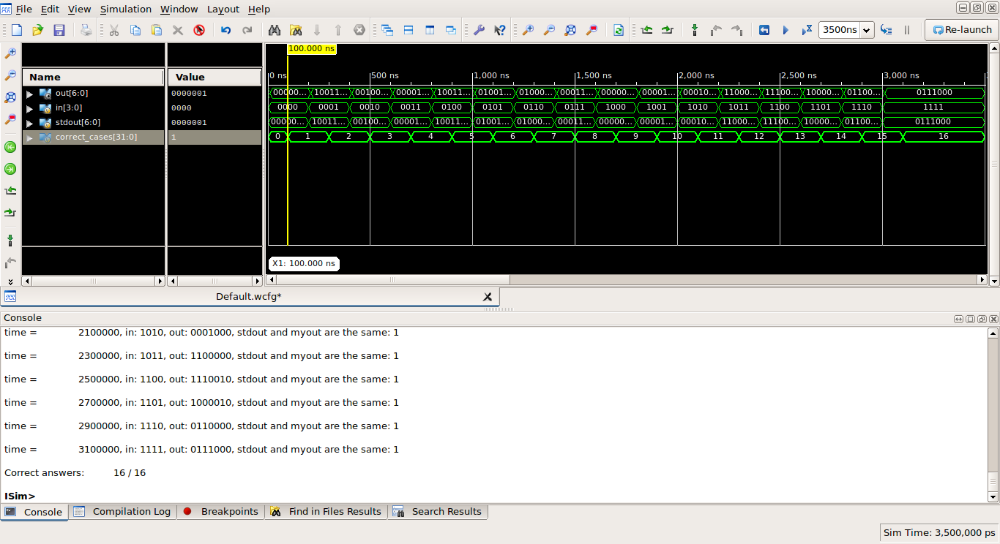 File Edit View Simulation Window Layout Help
3500ns
Re-launch
100.000 ns
Name Value
0 ns 500 ns 1,000 ns 1,500 ns 2,000 ns 2,500 ns 3,000 ns
out[6:0] 0000001 00000... 10011... 00100... 00001... 10011... 01001... 01000... 00011... 00000... 00001... 00010... 11000... 11100... 10000... 01100... 0111000
in[3:0] 0000 0000 0001 0010 0011 0100 0101 0110 0111 1000 1001 1010 1011 1100 1101 1110 1111
stdout[6:0] 0000001 00000... 10011... 00100... 00001... 10011... 01001... 01000... 00011... 00000... 00001... 00010... 11000... 11100... 10000... 01100... 0111000
correct_cases[31:0] 1 0 1 2 3 4 5 6 7 8 9 10 11 12 13 14 15 16
X1: 100.000 ns
Default.wcfg*
Console
time = 2100000, in: 1010, out: 0001000, stdout and myout are the same: 1
time = 2300000, in: 1011, out: 1100000, stdout and myout are the same: 1
time = 2500000, in: 1100, out: 1110010, stdout and myout are the same: 1
time = 2700000, in: 1101, out: 1000010, stdout and myout are the same: 1
time = 2900000, in: 1110, out: 0110000, stdout and myout are the same: 1
time = 3100000, in: 1111, out: 0111000, stdout and myout are the same: 1
Correct answers: 16 / 16
ISim>
Console Compilation Log Breakpoints Find in Files Results Search Results
Sim Time: 3,500,000 ps